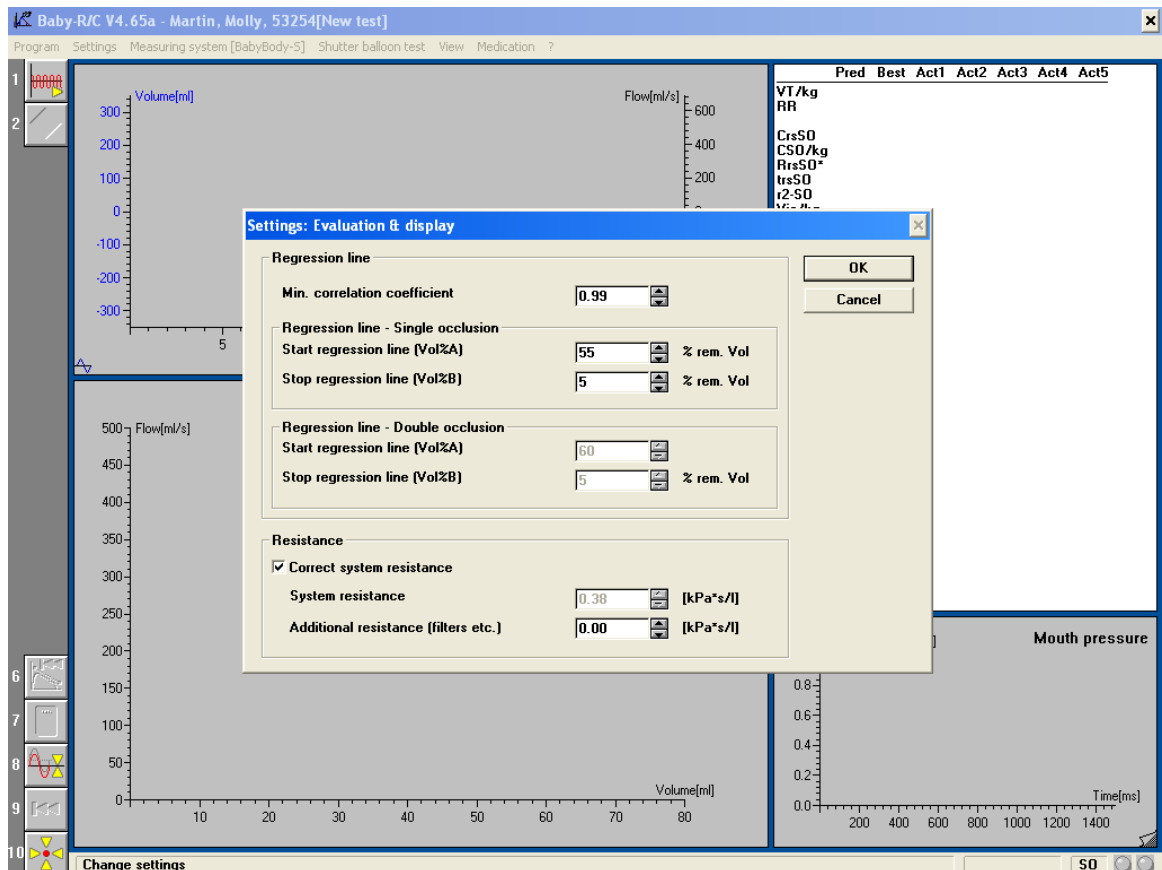 Baby-R/C V4.65a - Martin, Molly, 53254[New test]
Program Settings Measuring system [BabyBody-S] Shutter balloon test View Medication ?
1
2
Volume[ml]
Flow[ml/s]
300
200
100
0
-100
-200
-300
600
400
200
5
Pred Best Act1 Act2 Act3 Act4 Act5
VT/kg
RR
CrsSO
CSO/kg
RrsSO*
trsSO
r2-SO
Settings: Evaluation & display
Regression line
Min. correlation coefficient 0.99
Regression line - Single occlusion
Start regression line (Vol%A) 55 % rem. Vol
Stop regression line (Vol%B) 5 % rem. Vol
Regression line - Double occlusion
Start regression line (Vol%A) 60
Stop regression line (Vol%B) 5 % rem. Vol
Resistance
Correct system resistance
System resistance 0.38 [kPa*s/l]
Additional resistance (filters etc.) 0.00 [kPa*s/l]
OK
Cancel
500 Flow[ml/s]
450
400
350
300
250
200
150
100
50
0
Volume[ml]
10 20 30 40 50 60 70 80
Mouth pressure
0.8
0.6
0.4
0.2
0.0
Time[ms]
200 400 600 800 1000 1200 1400
6
7
8
9
10
Change settings
SO